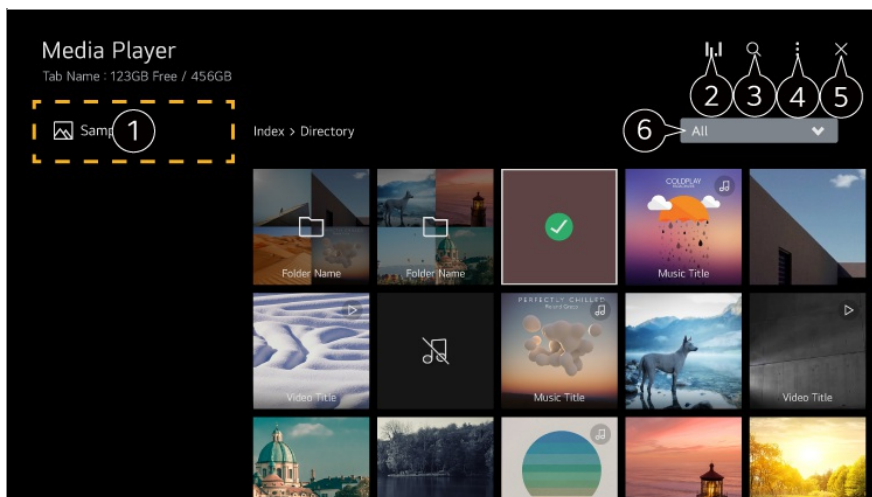 Media Player
Tab Name : 123GB Free / 456GB
2
3
4
5
1
Index > Directory
6
All
Folder Name
Folder Name
COLDPLAY
Music Title
Video Title
PERFECTLY CHILLED
Music Title
Video Title